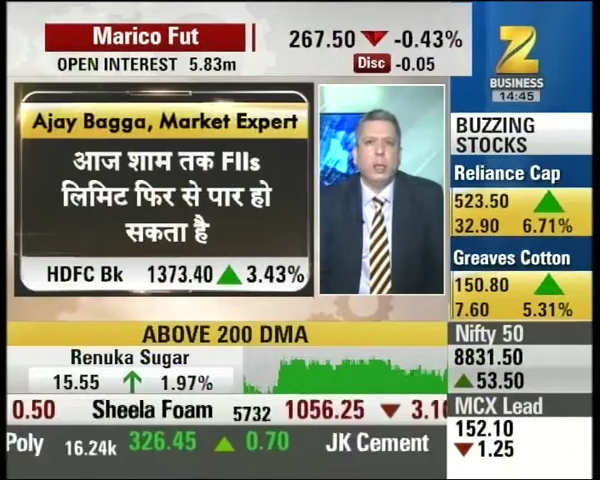 Marico Fut
267.50 -0.43%
OPEN INTEREST 5.83m
Disc -0.05
Z
BUSINESS
14:45
Ajay Bagga, Market Expert
आज शाम तक FIIs
लिमिट फिर से पार हो
सकता है
HDFC Bk 1373.40 3.43%
BUZZING
STOCKS
Reliance Cap
523.50
32.90 6.71%
Greaves Cotton
150.80
7.60 5.31%
ABOVE 200 DMA
Renuka Sugar
15.55 1.97%
Nifty 50
8831.50
53.50
MCX Lead
152.10
1.25
0.50 Sheela Foam 5732 1056.25 3.1
Poly 16.24k 326.45 0.70 JK Cement